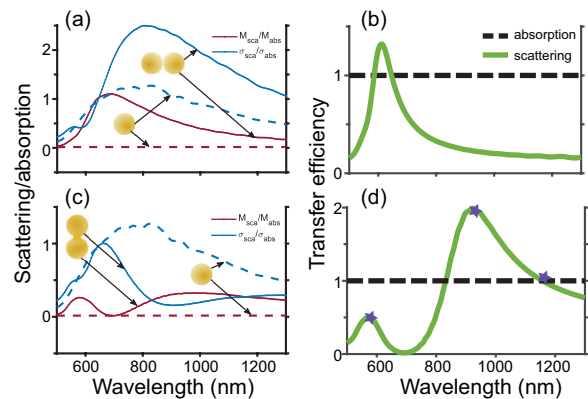 (a)
M_sca/M_abs
σ_sca/σ_abs
2
1
0
(b)
absorption
scattering
1
0
Scattering/absorption
Transfer efficiency
(c)
M_sca/M_abs
σ_sca/σ_abs
1
0
600
800
1000
1200
Wavelength (nm)
(d)
2
1
0
600
800
1000
1200
Wavelength (nm)